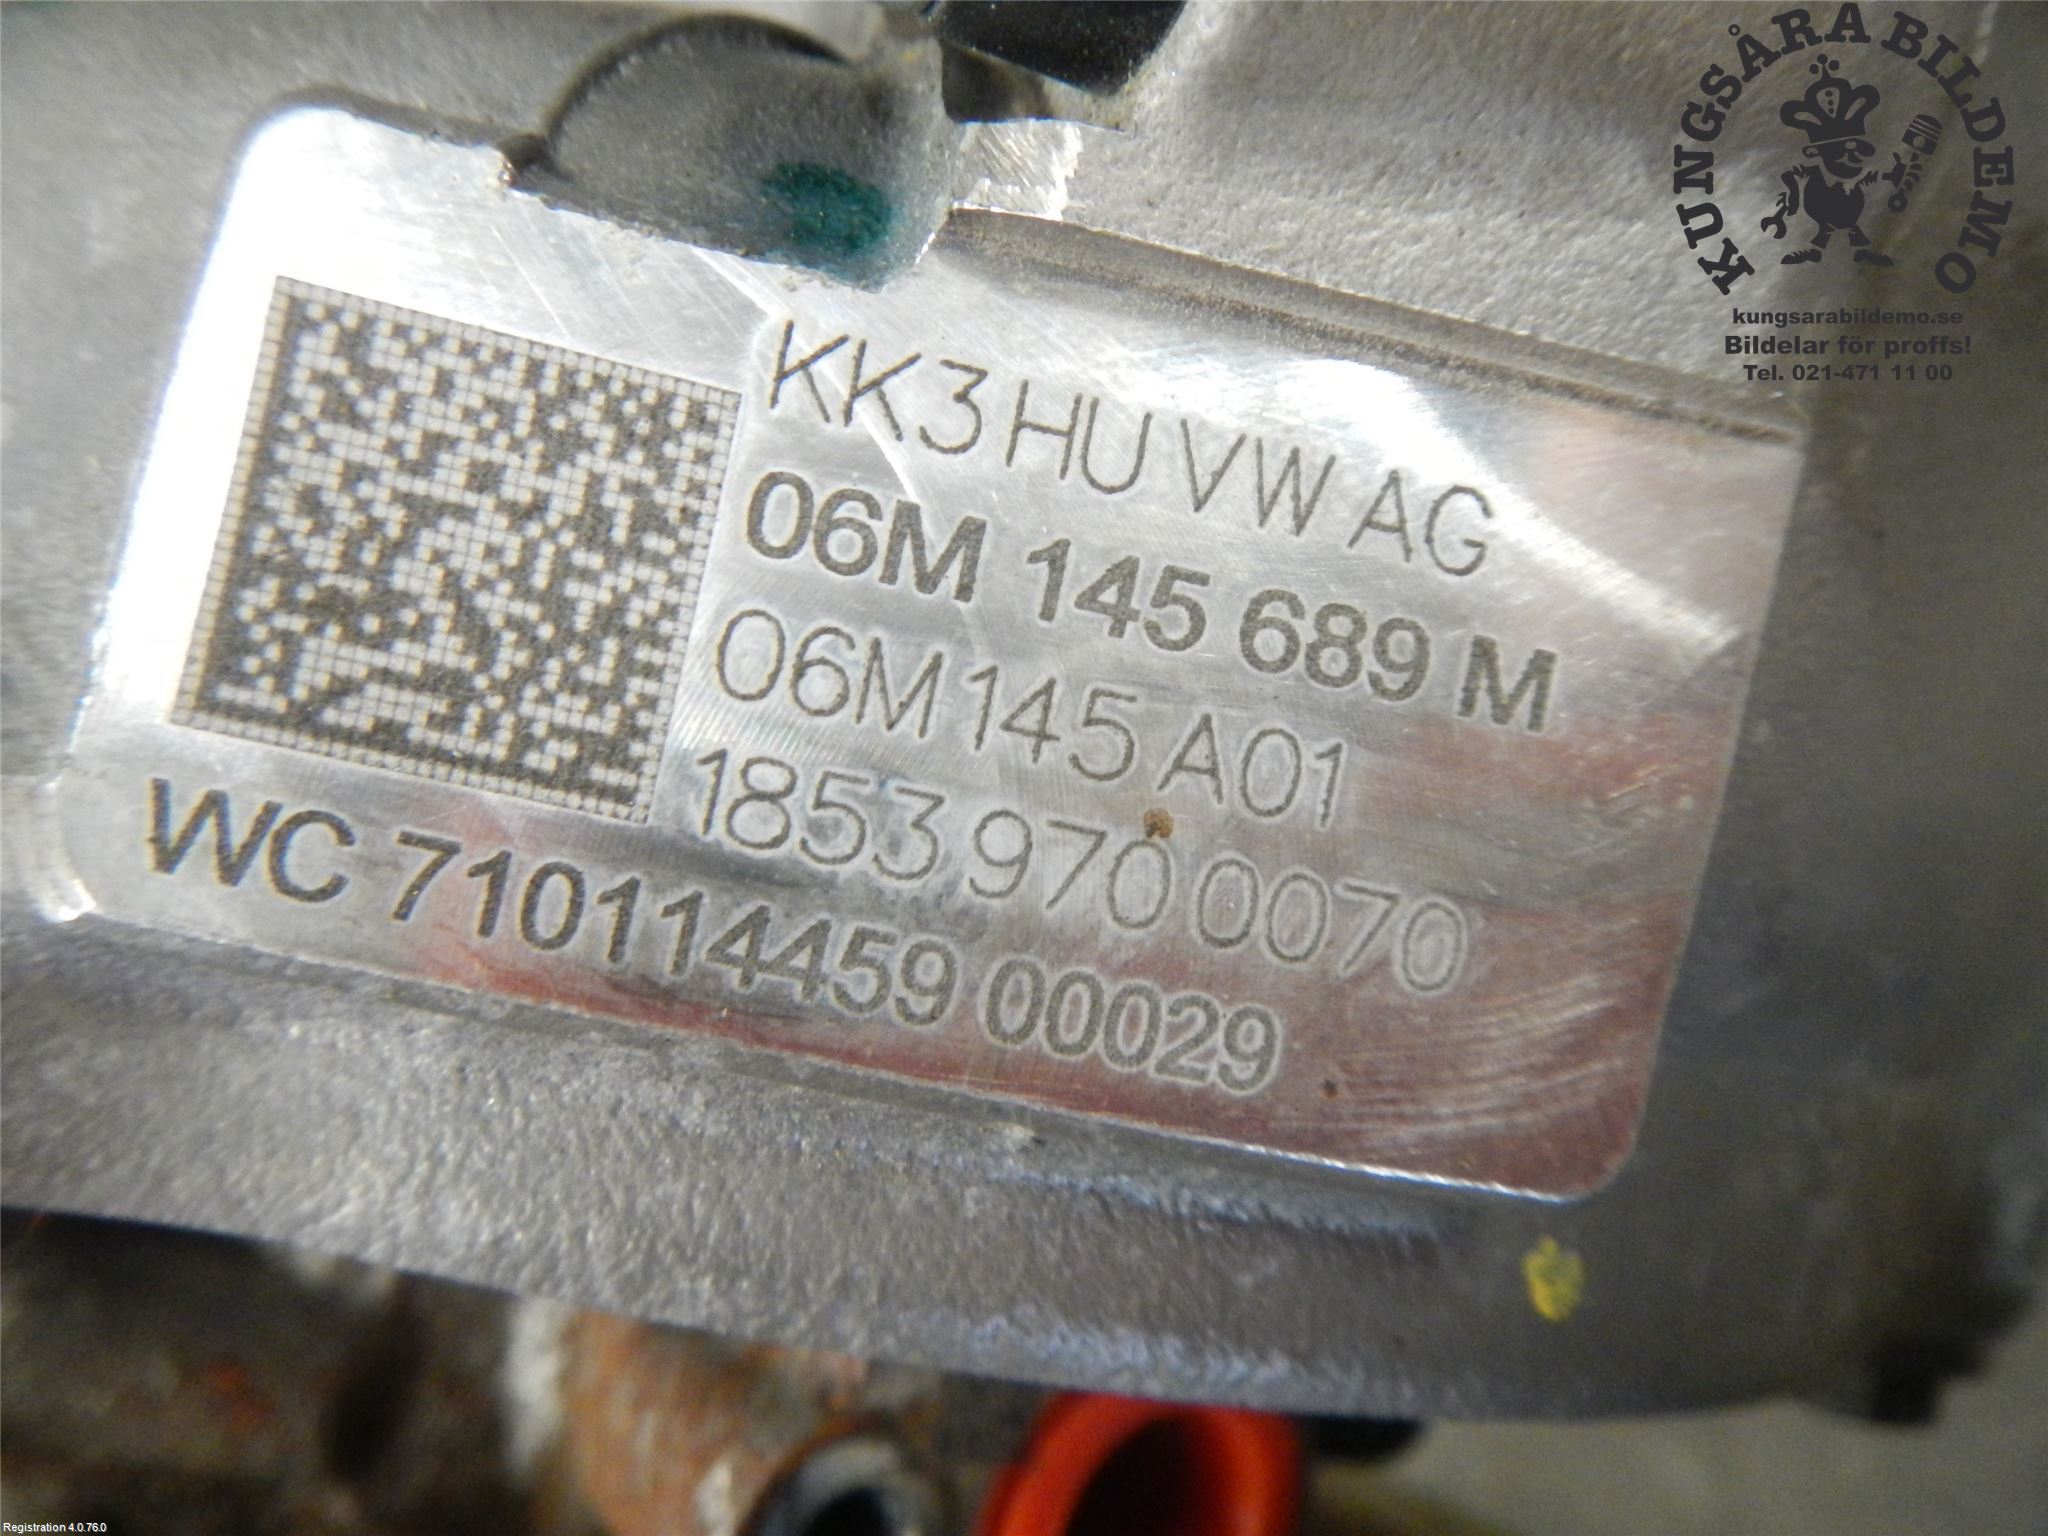 KUNGSÅRA BILDEMO
kungsarabildemo.se
Bildelar för proffs!
Tel. 021-471 11 00
KK3 HU VW AG
06M 145 689 M
06M 145 A01
1853 970 0070
WC 710114459 00029
Registration 4.0.76.0